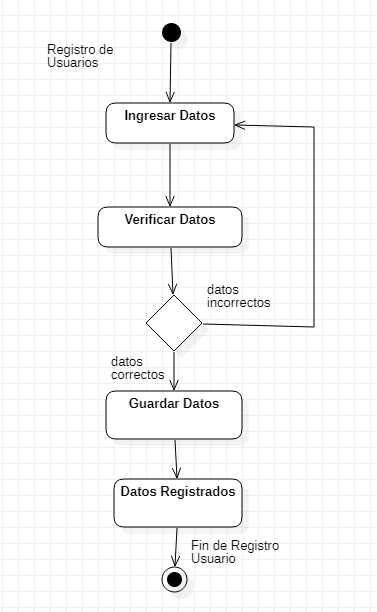 Registro de
Usuarios
Ingresar Datos
Verificar Datos
datos
incorrectos
datos
correctos
Guardar Datos
Datos Registrados
Fin de Registro
Usuario